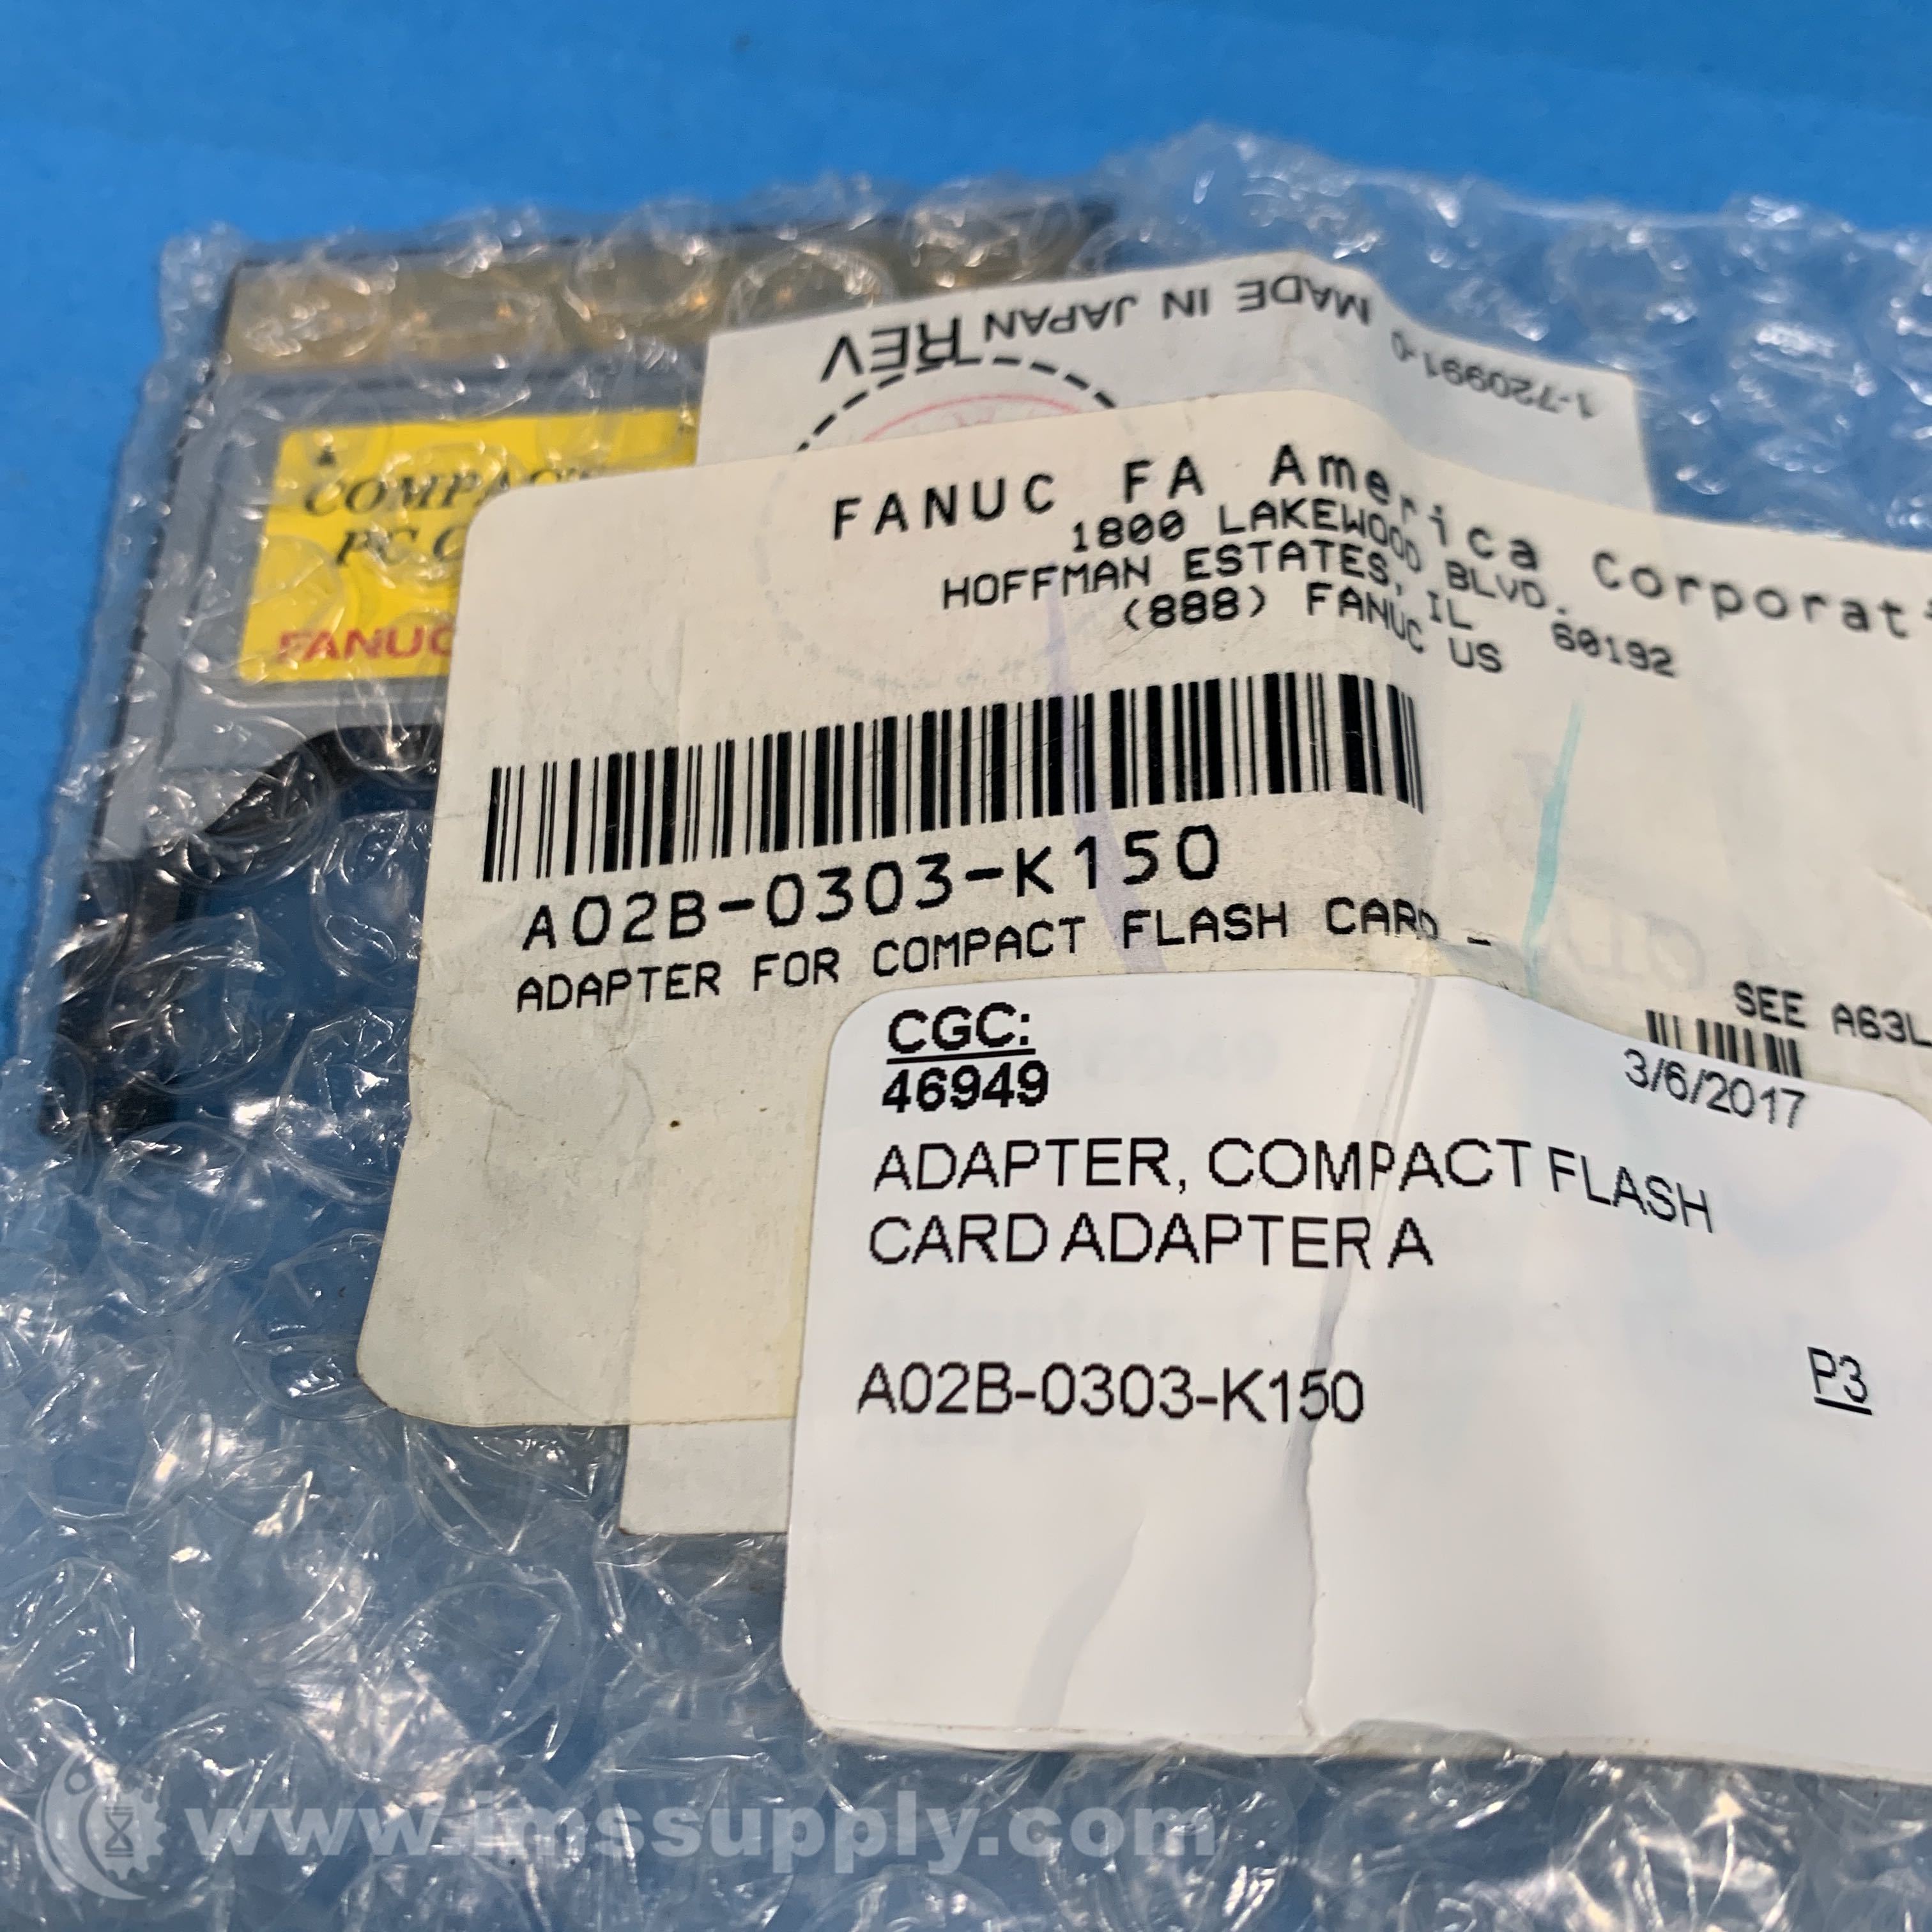 MADE IN JAPAN
1-720991-0
REV
COMPACT
PC C
FANUC
FANUC FA America Corporati
1800 LAKEWOOD BLVD.
HOFFMAN ESTATES, IL 60192
(888) FANUC US
A02B-0303-K150
ADAPTER FOR COMPACT FLASH CARD -
SEE A63L
CGC:
46949
3/6/2017
ADAPTER, COMPACT FLASH
CARD ADAPTER A
A02B-0303-K150
P3
www.imssupply.com